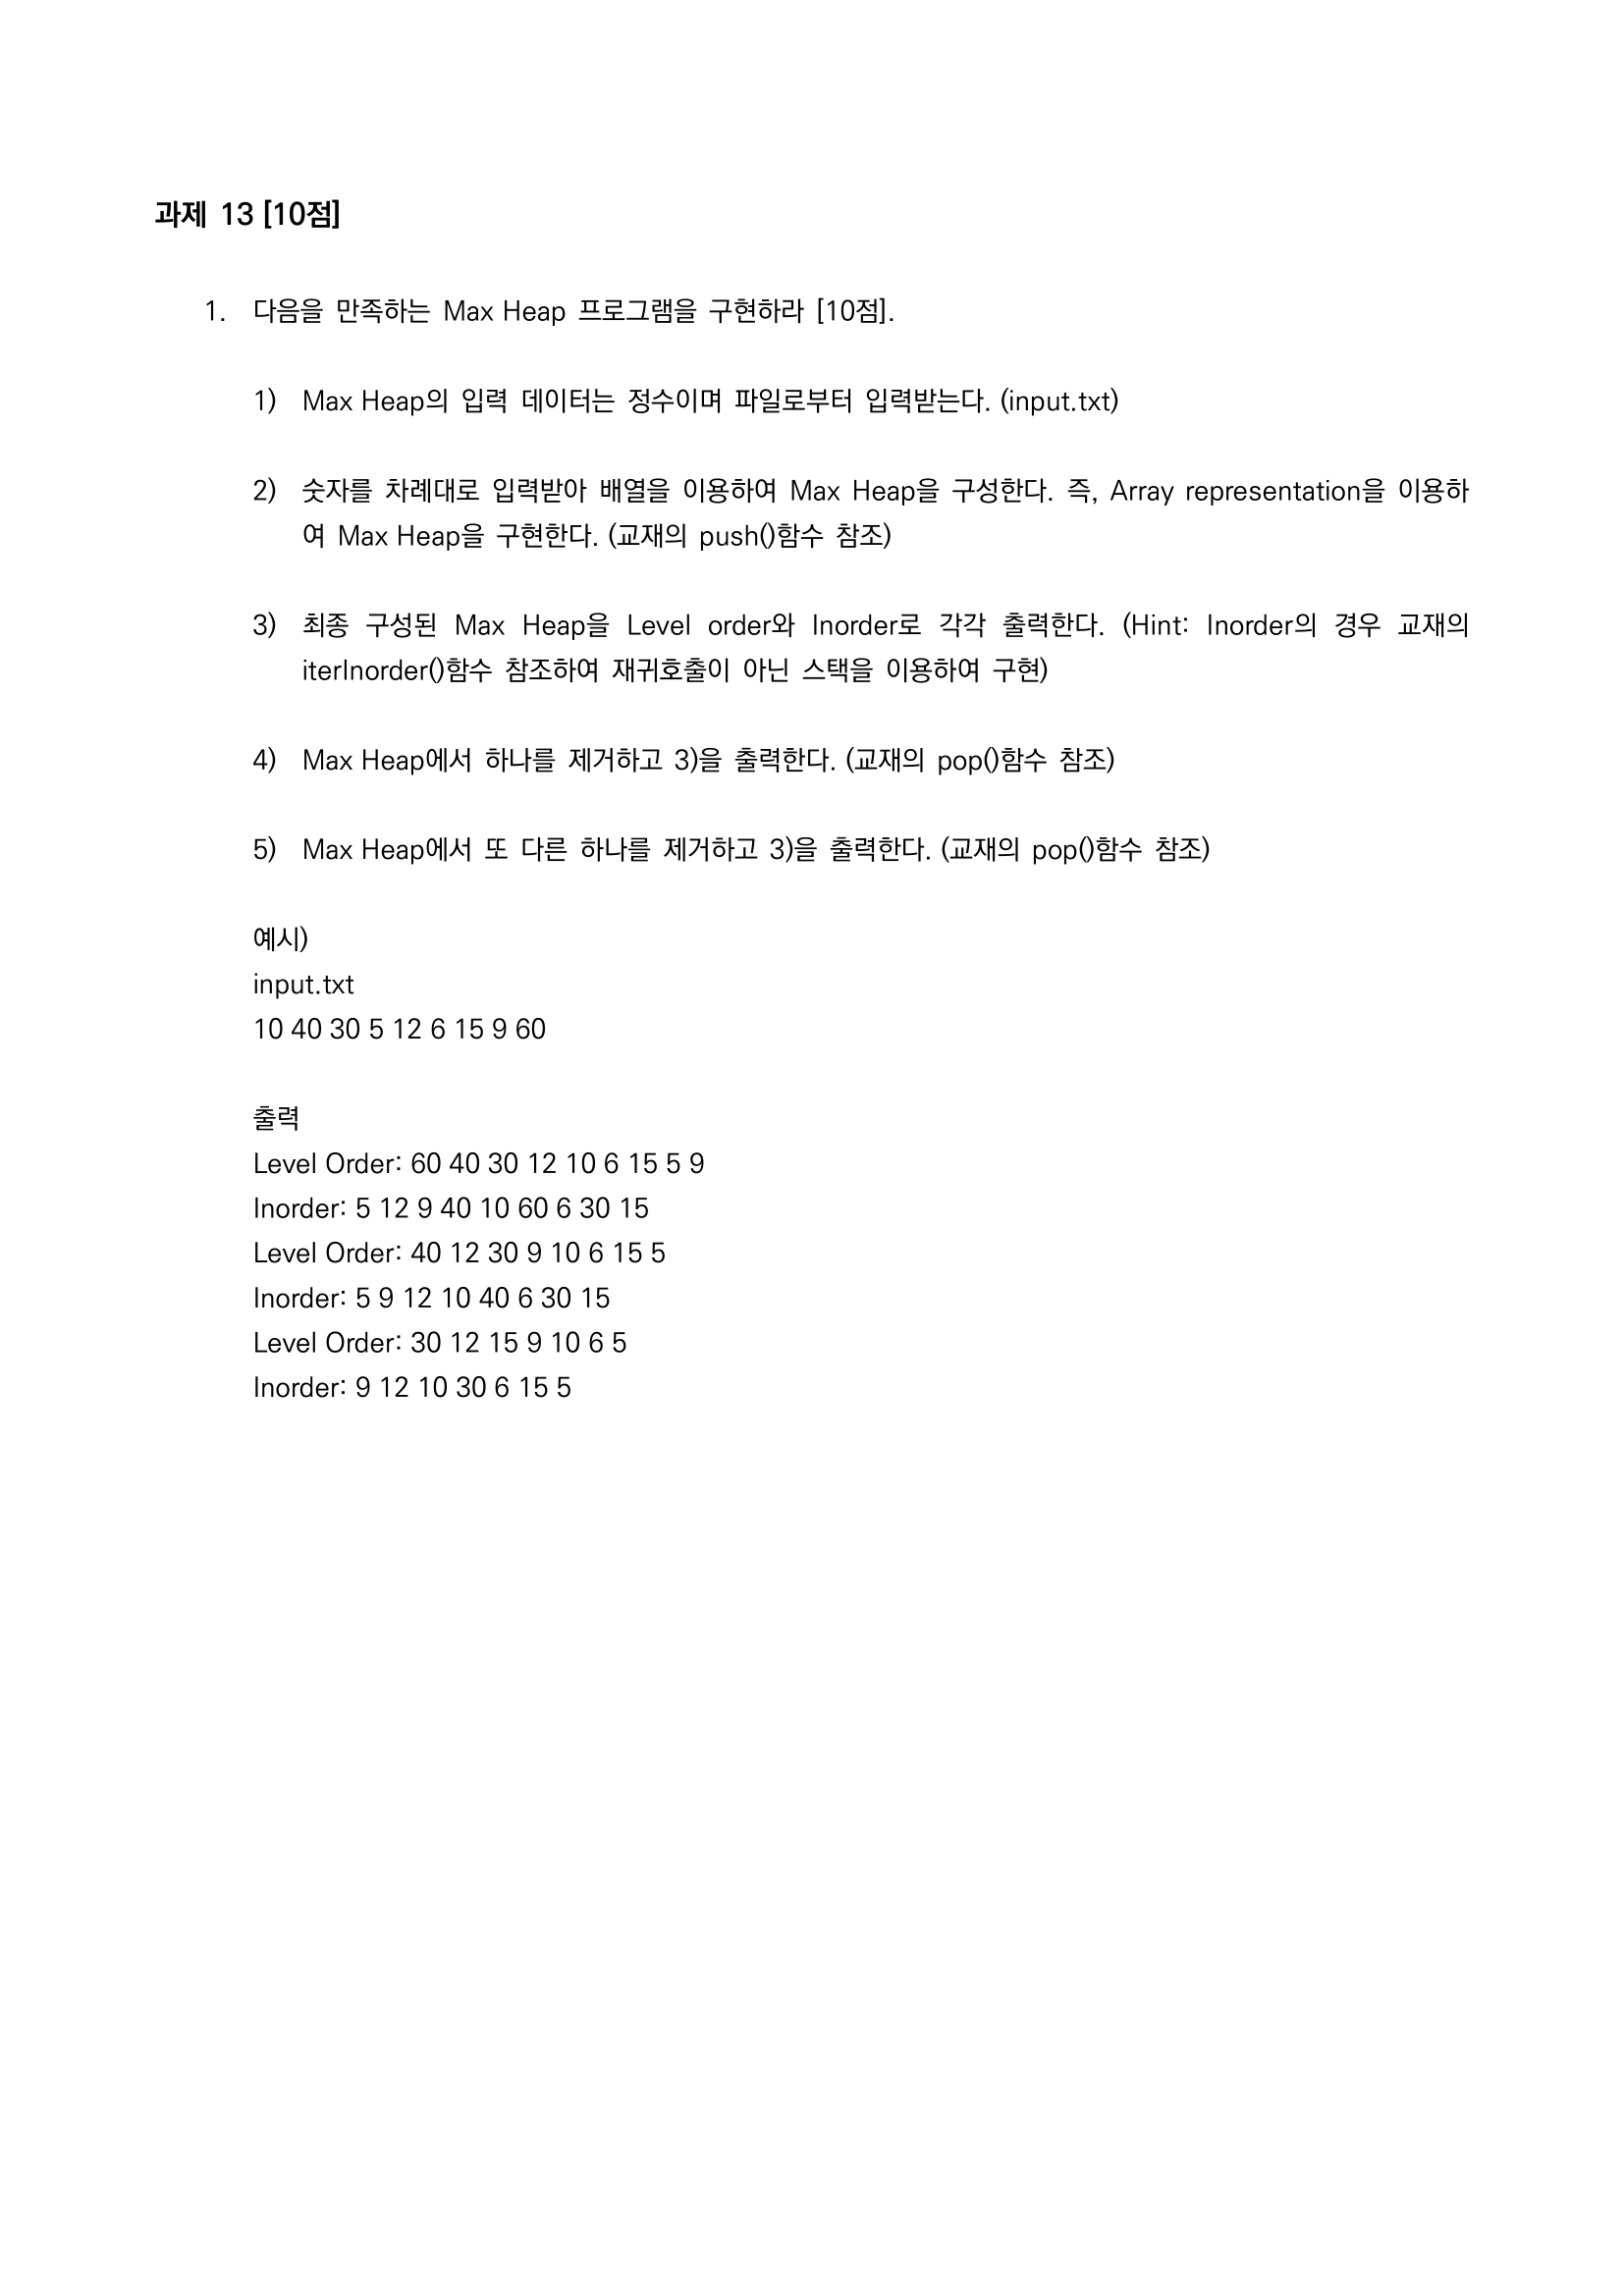 과제 13 [10점]
1. 다음을 만족하는 Max Heap 프로그램을 구현하라 [10점].
1) Max Heap의 입력 데이터는 정수이며 파일로부터 입력받는다. (input.txt)
2) 숫자를 차례대로 입력받아 배열을 이용하여 Max Heap을 구성한다. 즉, Array representation을 이용하
여 Max Heap을 구현한다. (교재의 push()함수 참조)
3) 최종 구성된 Max Heap을 Level order와 Inorder로 각각 출력한다. (Hint: Inorder의 경우 교재의
iterInorder()함수 참조하여 재귀호출이 아닌 스택을 이용하여 구현)
4) Max Heap에서 하나를 제거하고 3)을 출력한다. (교재의 pop()함수 참조)
5) Max Heap에서 또 다른 하나를 제거하고 3)을 출력한다. (교재의 pop()함수 참조)
예시)
input.txt
10 40 30 5 12 6 15 9 60
출력
Level Order: 60 40 30 12 10 6 15 5 9
Inorder: 5 12 9 40 10 60 6 30 15
Level Order: 40 12 30 9 10 6 15 5
Inorder: 5 9 12 10 40 6 30 15
Level Order: 30 12 15 9 10 6 5
Inorder: 9 12 10 30 6 15 5